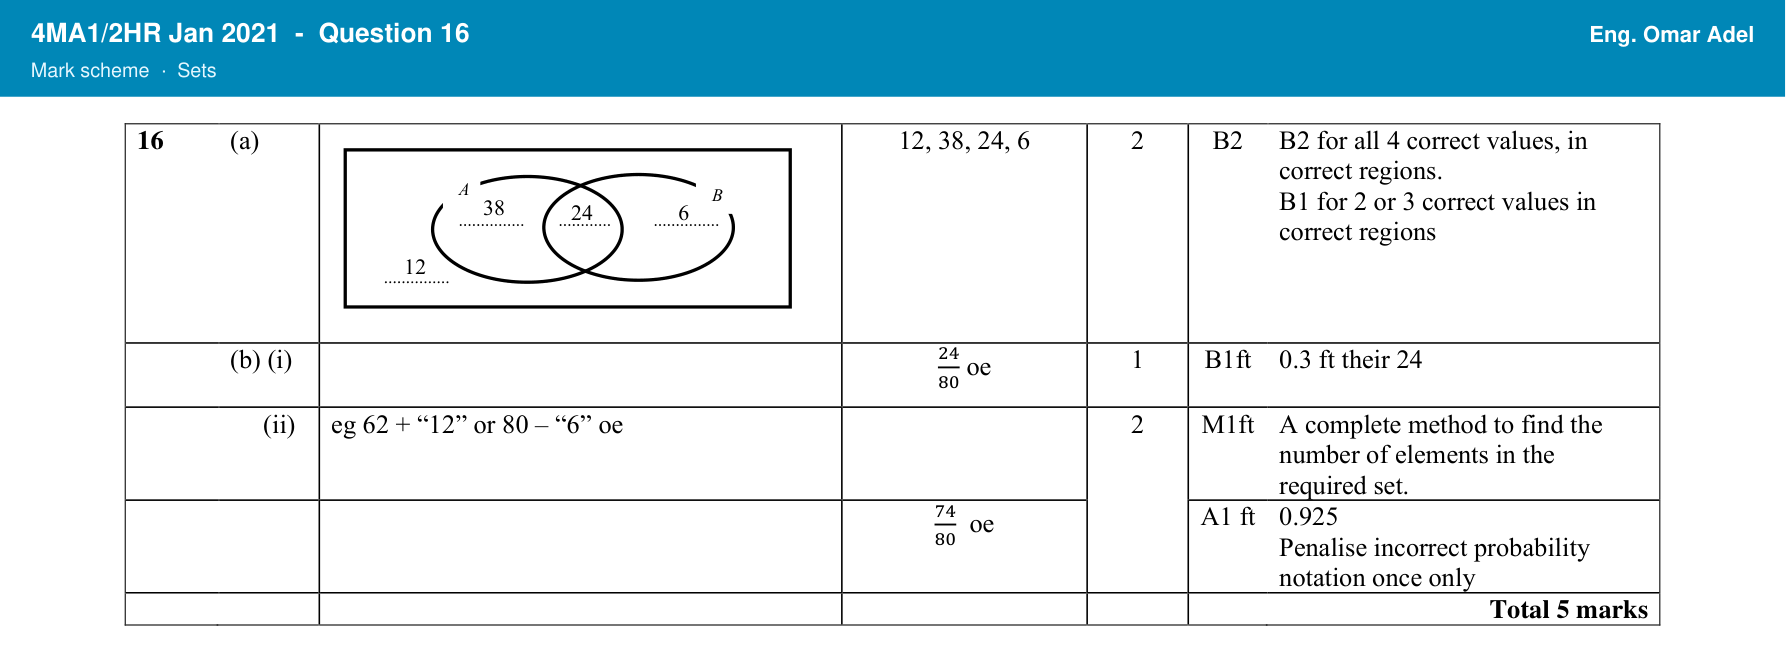 4MA1/2HR Jan 2021 - Question 16
Eng. Omar Adel
Mark scheme · Sets
16 (a) 12, 38, 24, 6 2 B2 B2 for all 4 correct values, in
correct regions.
B1 for 2 or 3 correct values in
correct regions
A B
38 24 6
12
(b) (i) 24/80 oe 1 B1ft 0.3 ft their 24
(ii) eg 62 + “12” or 80 – “6” oe 2 M1ft A complete method to find the
number of elements in the
required set.
74/80 oe A1 ft 0.925
Penalise incorrect probability
notation once only
Total 5 marks